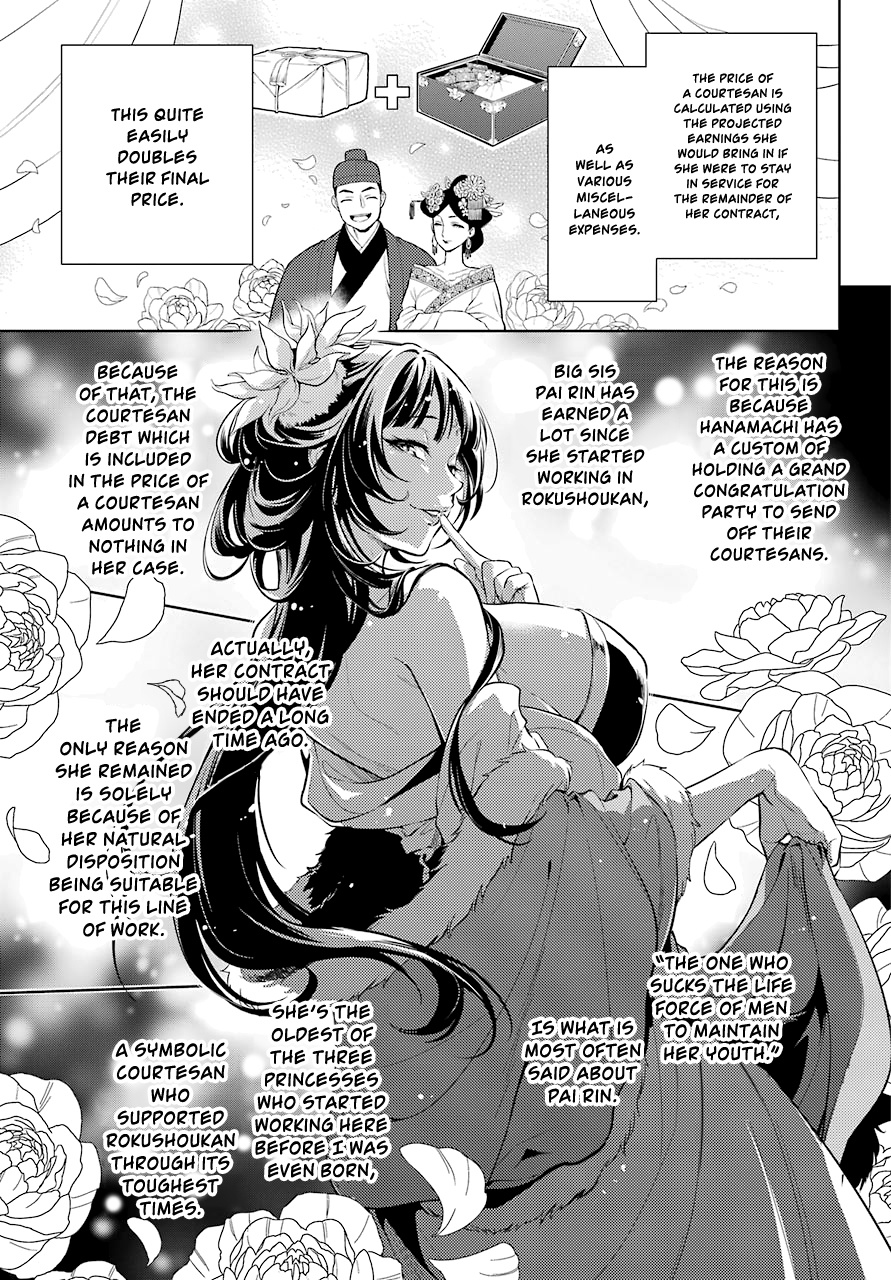 THE PRICE OF
A COURTESAN IS
CALCULATED USING
THE PROJECTED
EARNINGS SHE
WOULD BRING IN IF
SHE WERE TO STAY
IN SERVICE FOR
THE REMAINDER OF
HER CONTRACT,
AS
WELL AS
VARIOUS
MISCEL-
LANEOUS
EXPENSES.
THIS QUITE
EASILY
DOUBLES
THEIR FINAL
PRICE.
THE REASON
FOR THIS IS
BECAUSE
HANAMACHI HAS
A CUSTOM OF
HOLDING A GRAND
CONGRATULATION
PARTY TO SEND
OFF THEIR
COURTESANS.
BIG SIS
PAI RIN HAS
EARNED A
LOT SINCE
SHE STARTED
WORKING IN
ROKUSHOUKAN,
BECAUSE
OF THAT, THE
COURTESAN
DEBT WHICH
IS INCLUDED
IN THE PRICE OF
A COURTESAN
AMOUNTS TO
NOTHING IN
HER CASE.
ACTUALLY,
HER CONTRACT
SHOULD HAVE
ENDED A LONG
TIME AGO.
THE
ONLY REASON
SHE REMAINED
IS SOLELY
BECAUSE OF
HER NATURAL
DISPOSITION
BEING SUITABLE
FOR THIS LINE
OF WORK.
"THE ONE WHO
SUCKS THE LIFE
FORCE OF MEN
TO MAINTAIN
HER YOUTH."
IS WHAT IS
MOST OFTEN
SAID ABOUT
PAI RIN.
SHE'S THE
OLDEST OF
THE THREE
PRINCESSES
WHO STARTED
WORKING HERE
BEFORE I WAS
EVEN BORN,
A SYMBOLIC
COURTESAN
WHO
SUPPORTED
ROKUSHOUKAN
THROUGH ITS
TOUGHEST
TIMES.